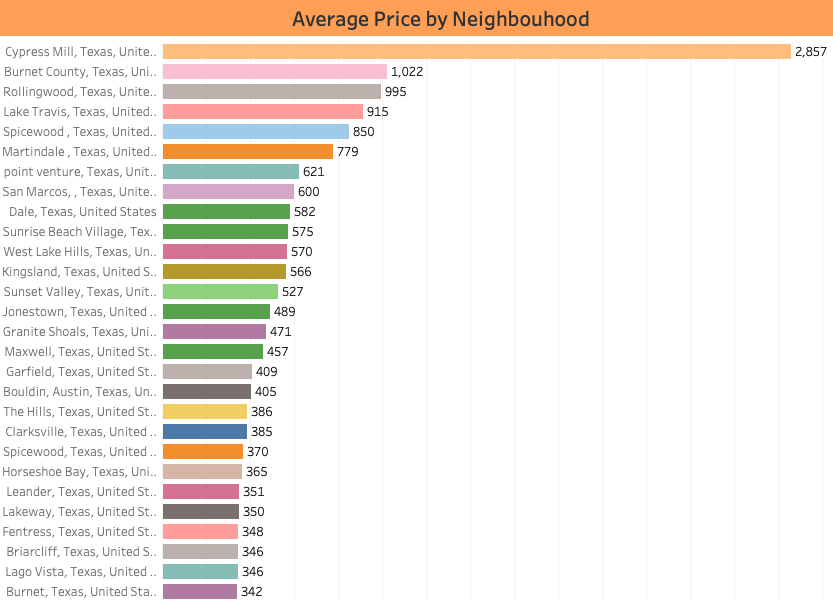 Average Price by Neighbouhood
Cypress Mill, Texas, Unite.. 2,857
Burnet County, Texas, Uni.. 1,022
Rollingwood, Texas, Unite.. 995
Lake Travis, Texas, United.. 915
Spicewood , Texas, United.. 850
Martindale , Texas, United.. 779
point venture, Texas, Unit.. 621
San Marcos, , Texas, Unite.. 600
Dale, Texas, United States 582
Sunrise Beach Village, Tex.. 575
West Lake Hills, Texas, Un.. 570
Kingsland, Texas, United S.. 566
Sunset Valley, Texas, Unit.. 527
Jonestown, Texas, United .. 489
Granite Shoals, Texas, Uni.. 471
Maxwell, Texas, United St.. 457
Garfield, Texas, United St.. 409
Bouldin, Austin, Texas, Un.. 405
The Hills, Texas, United St.. 386
Clarksville, Texas, United .. 385
Spicewood, Texas, United .. 370
Horseshoe Bay, Texas, Uni.. 365
Leander, Texas, United St.. 351
Lakeway, Texas, United St.. 350
Fentress, Texas, United St.. 348
Briarcliff, Texas, United S.. 346
Lago Vista, Texas, United .. 346
Burnet, Texas, United Sta.. 342